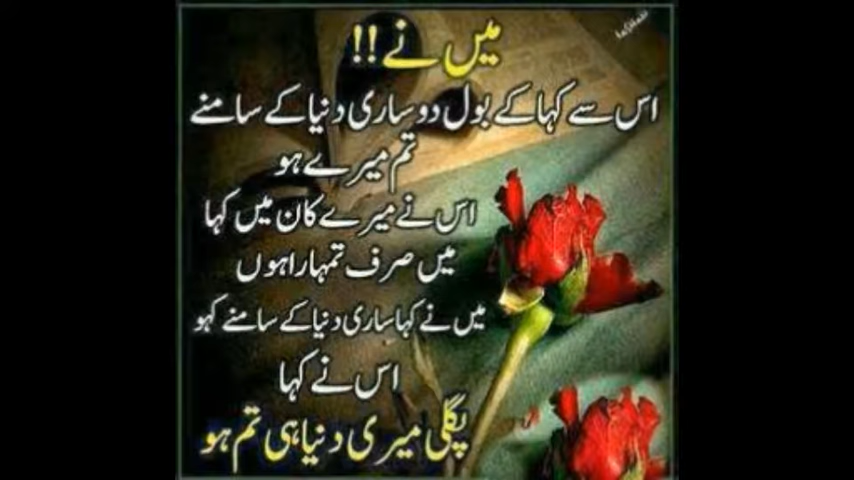 میں نے !!
اس سے کہا کے بول دو ساری دنیا کے سامنے
تم میرے ہو
اس نے میرے کان میں کہا
میں صرف تمہارا ہوں
میں نے کہا ساری دنیا کے سامنے کہو
اس نے کہا
پگلی میری دنیا ہی تم ہو